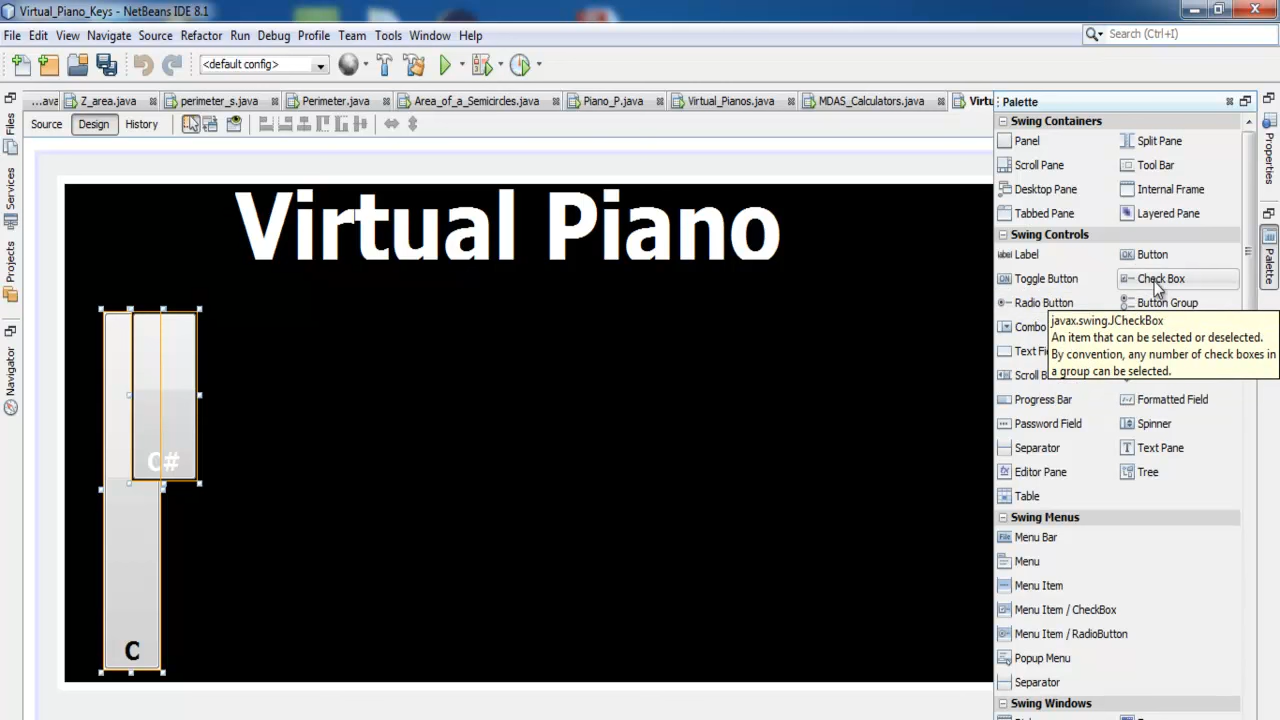 Virtual_Piano_Keys - NetBeans IDE 8.1
File Edit View Navigate Source Refactor Run Debug Profile Team Tools Window Help
Search (Ctrl+I)
<default config>
...ava Z_area.java perimeter_s.java Perimeter.java Area_of_a_Semicircles.java Piano_P.java Virtual_Pianos.java MDAS_Calculators.java Virtu
Source Design History
Files
Services
Projects
Navigator
Virtual Piano
C#
C
Palette
Swing Containers
Panel Split Pane
Scroll Pane Tool Bar
Desktop Pane Internal Frame
Tabbed Pane Layered Pane
Swing Controls
Label Button
Toggle Button Check Box
Radio Button Button Group
Combo
Text Fi
Scroll B
javax.swing.JCheckBox
An item that can be selected or deselected.
By convention, any number of check boxes in
a group can be selected.
Progress Bar Formatted Field
Password Field Spinner
Separator Text Pane
Editor Pane Tree
Table
Swing Menus
Menu Bar
Menu
Menu Item
Menu Item / CheckBox
Menu Item / RadioButton
Popup Menu
Separator
Swing Windows
Properties
Palette